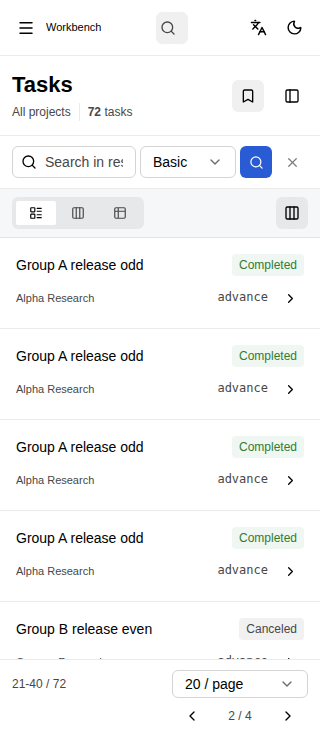 Workbench
Tasks
All projects 72 tasks
Search in res
Basic
Group A release odd Completed
Alpha Research advance
Group A release odd Completed
Alpha Research advance
Group A release odd Completed
Alpha Research advance
Group A release odd Completed
Alpha Research advance
Group B release even Canceled
21-40 / 72 20 / page
2 / 4